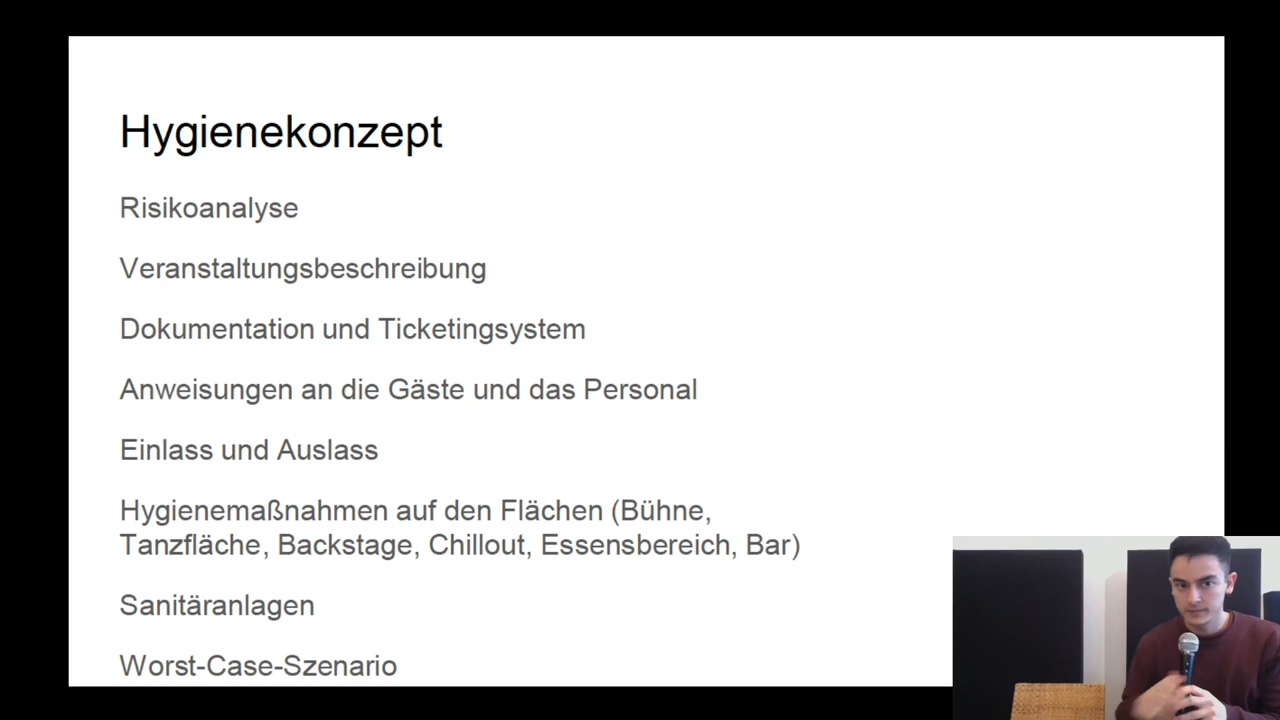 Hygienekonzept
Risikoanalyse
Veranstaltungsbeschreibung
Dokumentation und Ticketingsystem
Anweisungen an die Gäste und das Personal
Einlass und Auslass
Hygienemaßnahmen auf den Flächen (Bühne,
Tanzfläche, Backstage, Chillout, Essensbereich, Bar)
Sanitäranlagen
Worst-Case-Szenario